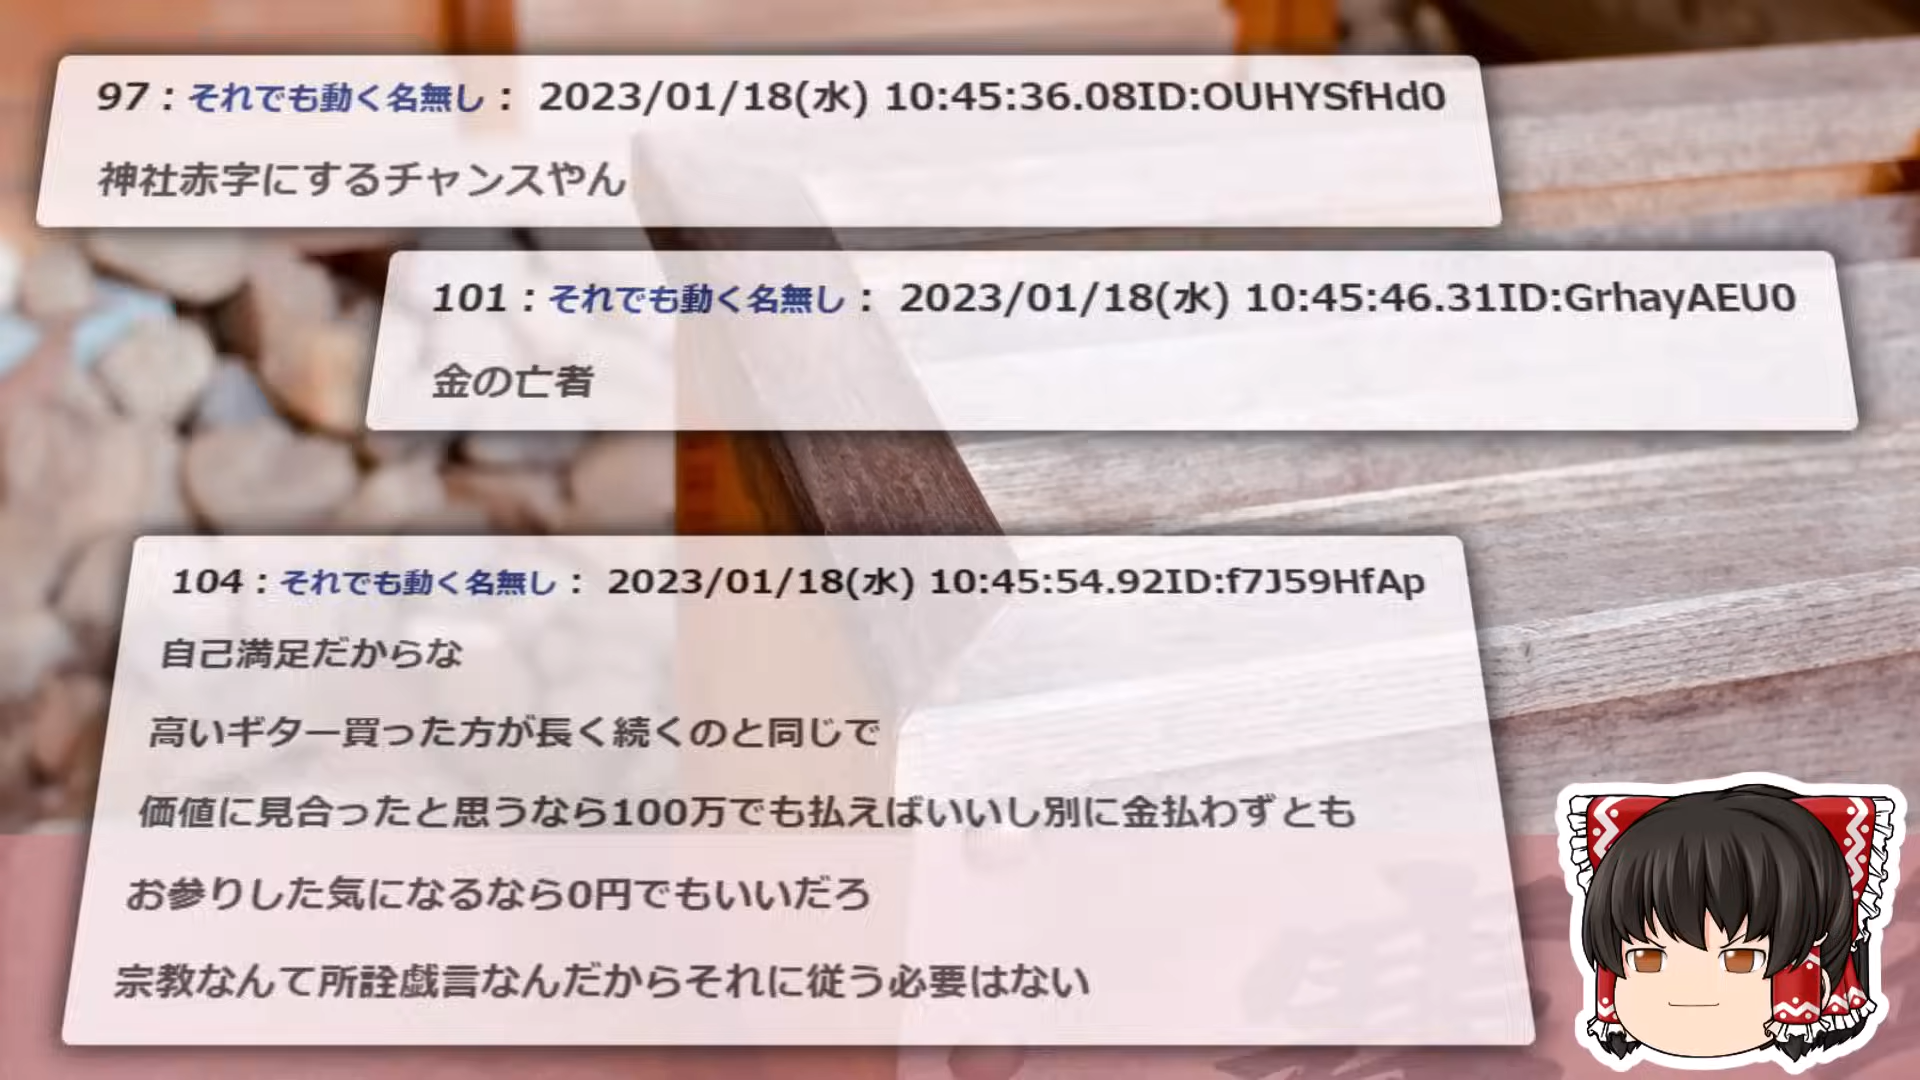 97：それでも動く名無し： 2023/01/18(水) 10:45:36.08ID:OUHYSfHd0
神社赤字にするチャンスやん
101：それでも動く名無し： 2023/01/18(水) 10:45:46.31ID:GrhayAEU0
金の亡者
104：それでも動く名無し： 2023/01/18(水) 10:45:54.92ID:f7J59HfAp
自己満足だからな
高いギター買った方が長く続くのと同じで
価値に見合ったと思うなら100万でも払えばいいし別に金払わずとも
お参りした気になるなら0円でもいいだろ
宗教なんて所詮戯言なんだからそれに従う必要はない